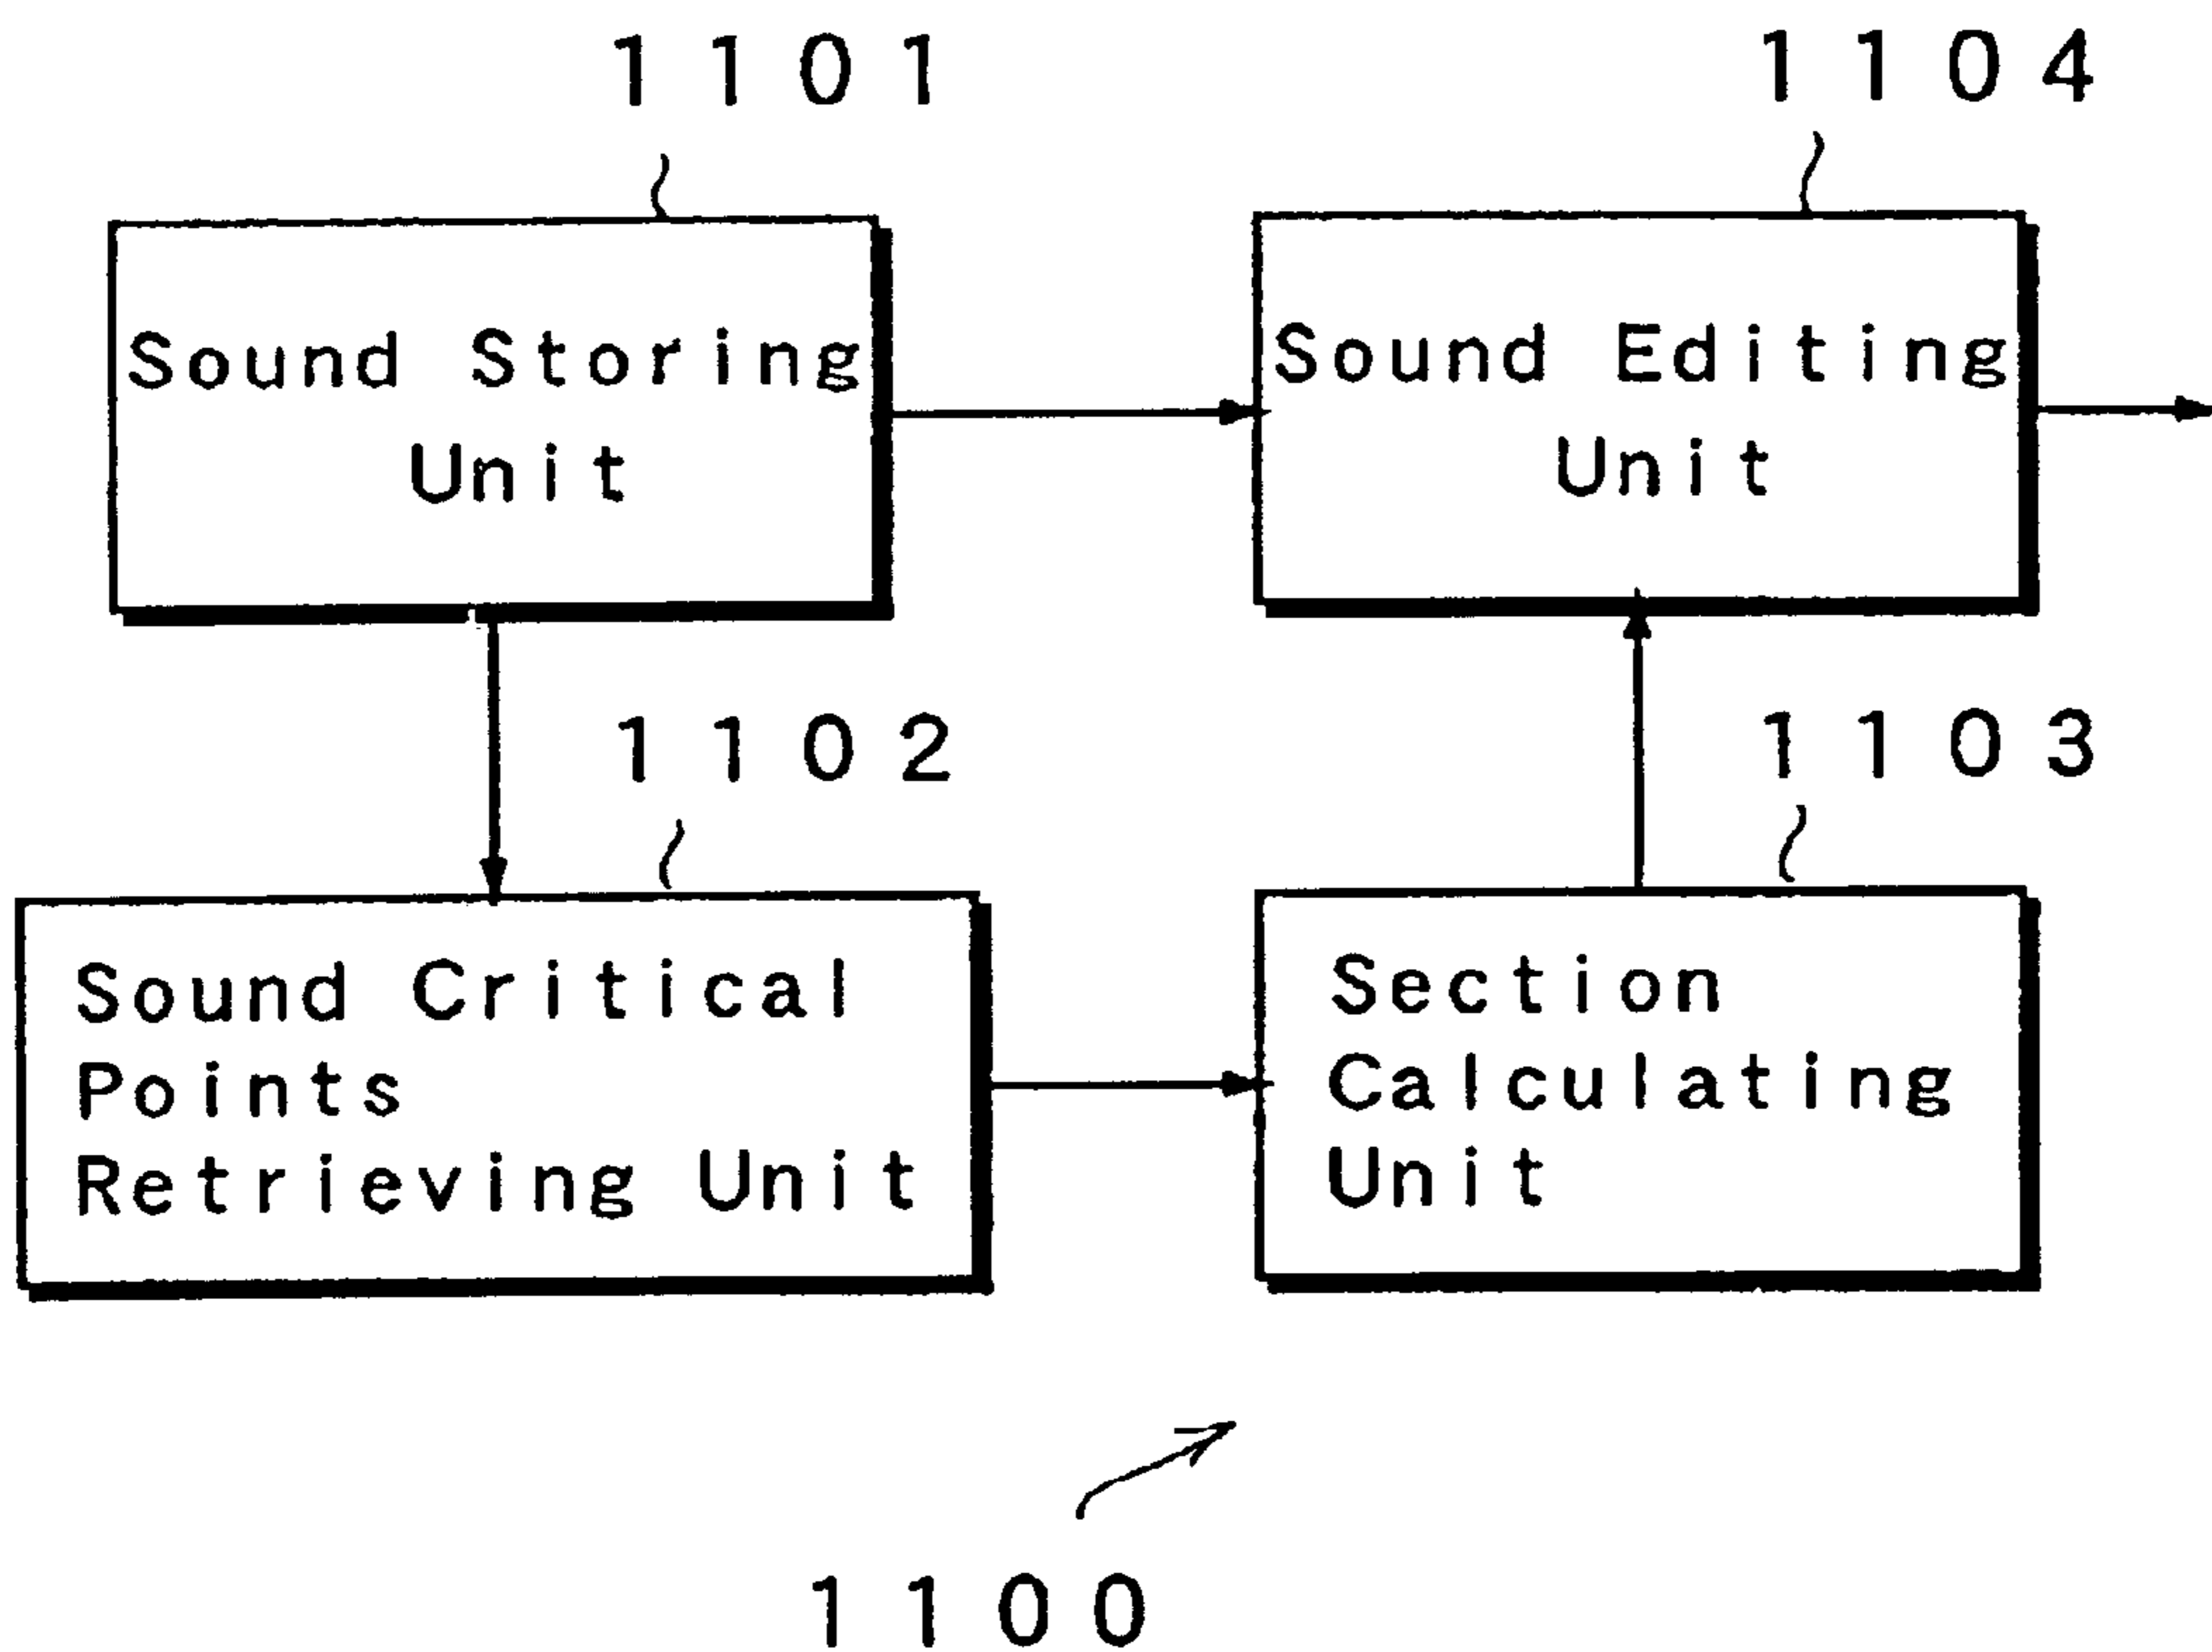 1101
1104
Sound Storing
Unit
Sound Editing
Unit
1102
1103
Sound Critical
Points
Retrieving Unit
Section
Calculating
Unit
1100